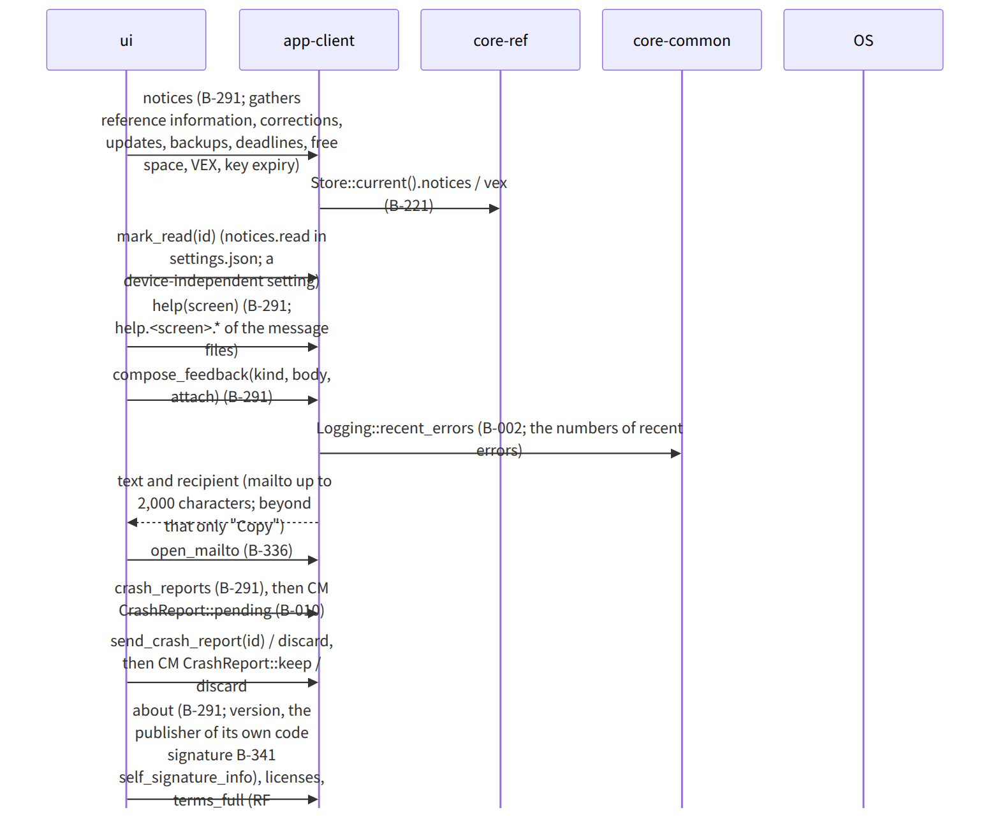 ui
app-client
core-ref
core-common
OS
notices (B-291; gathers
reference information, corrections,
updates, backups, deadlines, free
space, VEX, key expiry)
Store::current().notices / vex
(B-221)
mark_read(id) (notices.read in
settings.json; a
device-independent setting)
help(screen) (B-291;
help.<screen>.* of the message
files)
compose_feedback(kind, body,
attach) (B-291)
Logging::recent_errors (B-002; the numbers of recent
errors)
text and recipient (mailto up to
2,000 characters; beyond
that only "Copy")
open_mailto (B-336)
crash_reports (B-291), then CM
CrashReport::pending (B-010)
send_crash_report(id) / discard,
then CM CrashReport::keep /
discard
about (B-291; version, the
publisher of its own code
signature B-341
self_signature_info), licenses,
terms_full (RF